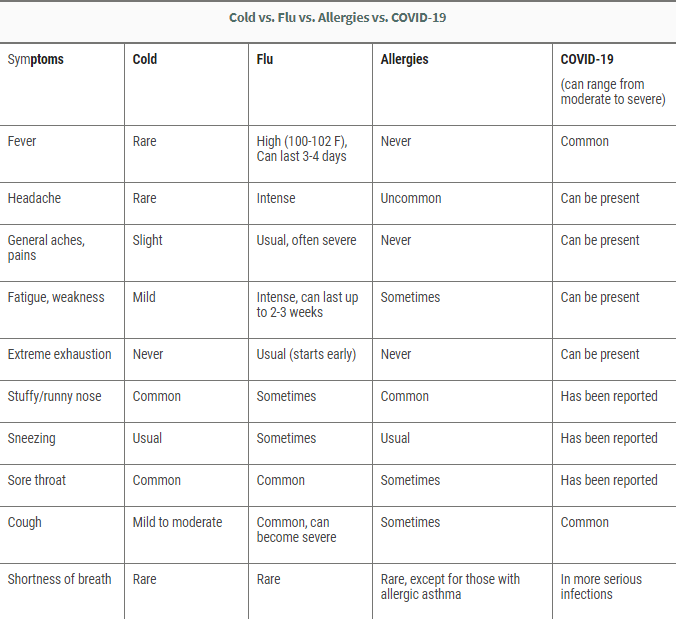 Cold vs. Flu vs. Allergies vs. COVID-19
Symptoms Cold Flu Allergies COVID-19
(can range from
moderate to severe)
Fever Rare High (100-102 F), Never Common
Can last 3-4 days
Headache Rare Intense Uncommon Can be present
General aches, Slight Usual, often severe Never Can be present
pains
Fatigue, weakness Mild Intense, can last up Sometimes Can be present
to 2-3 weeks
Extreme exhaustion Never Usual (starts early) Never Can be present
Stuffy/runny nose Common Sometimes Common Has been reported
Sneezing Usual Sometimes Usual Has been reported
Sore throat Common Common Sometimes Has been reported
Cough Mild to moderate Common, can Sometimes Common
become severe
Shortness of breath Rare Rare Rare, except for those with In more serious
allergic asthma infections